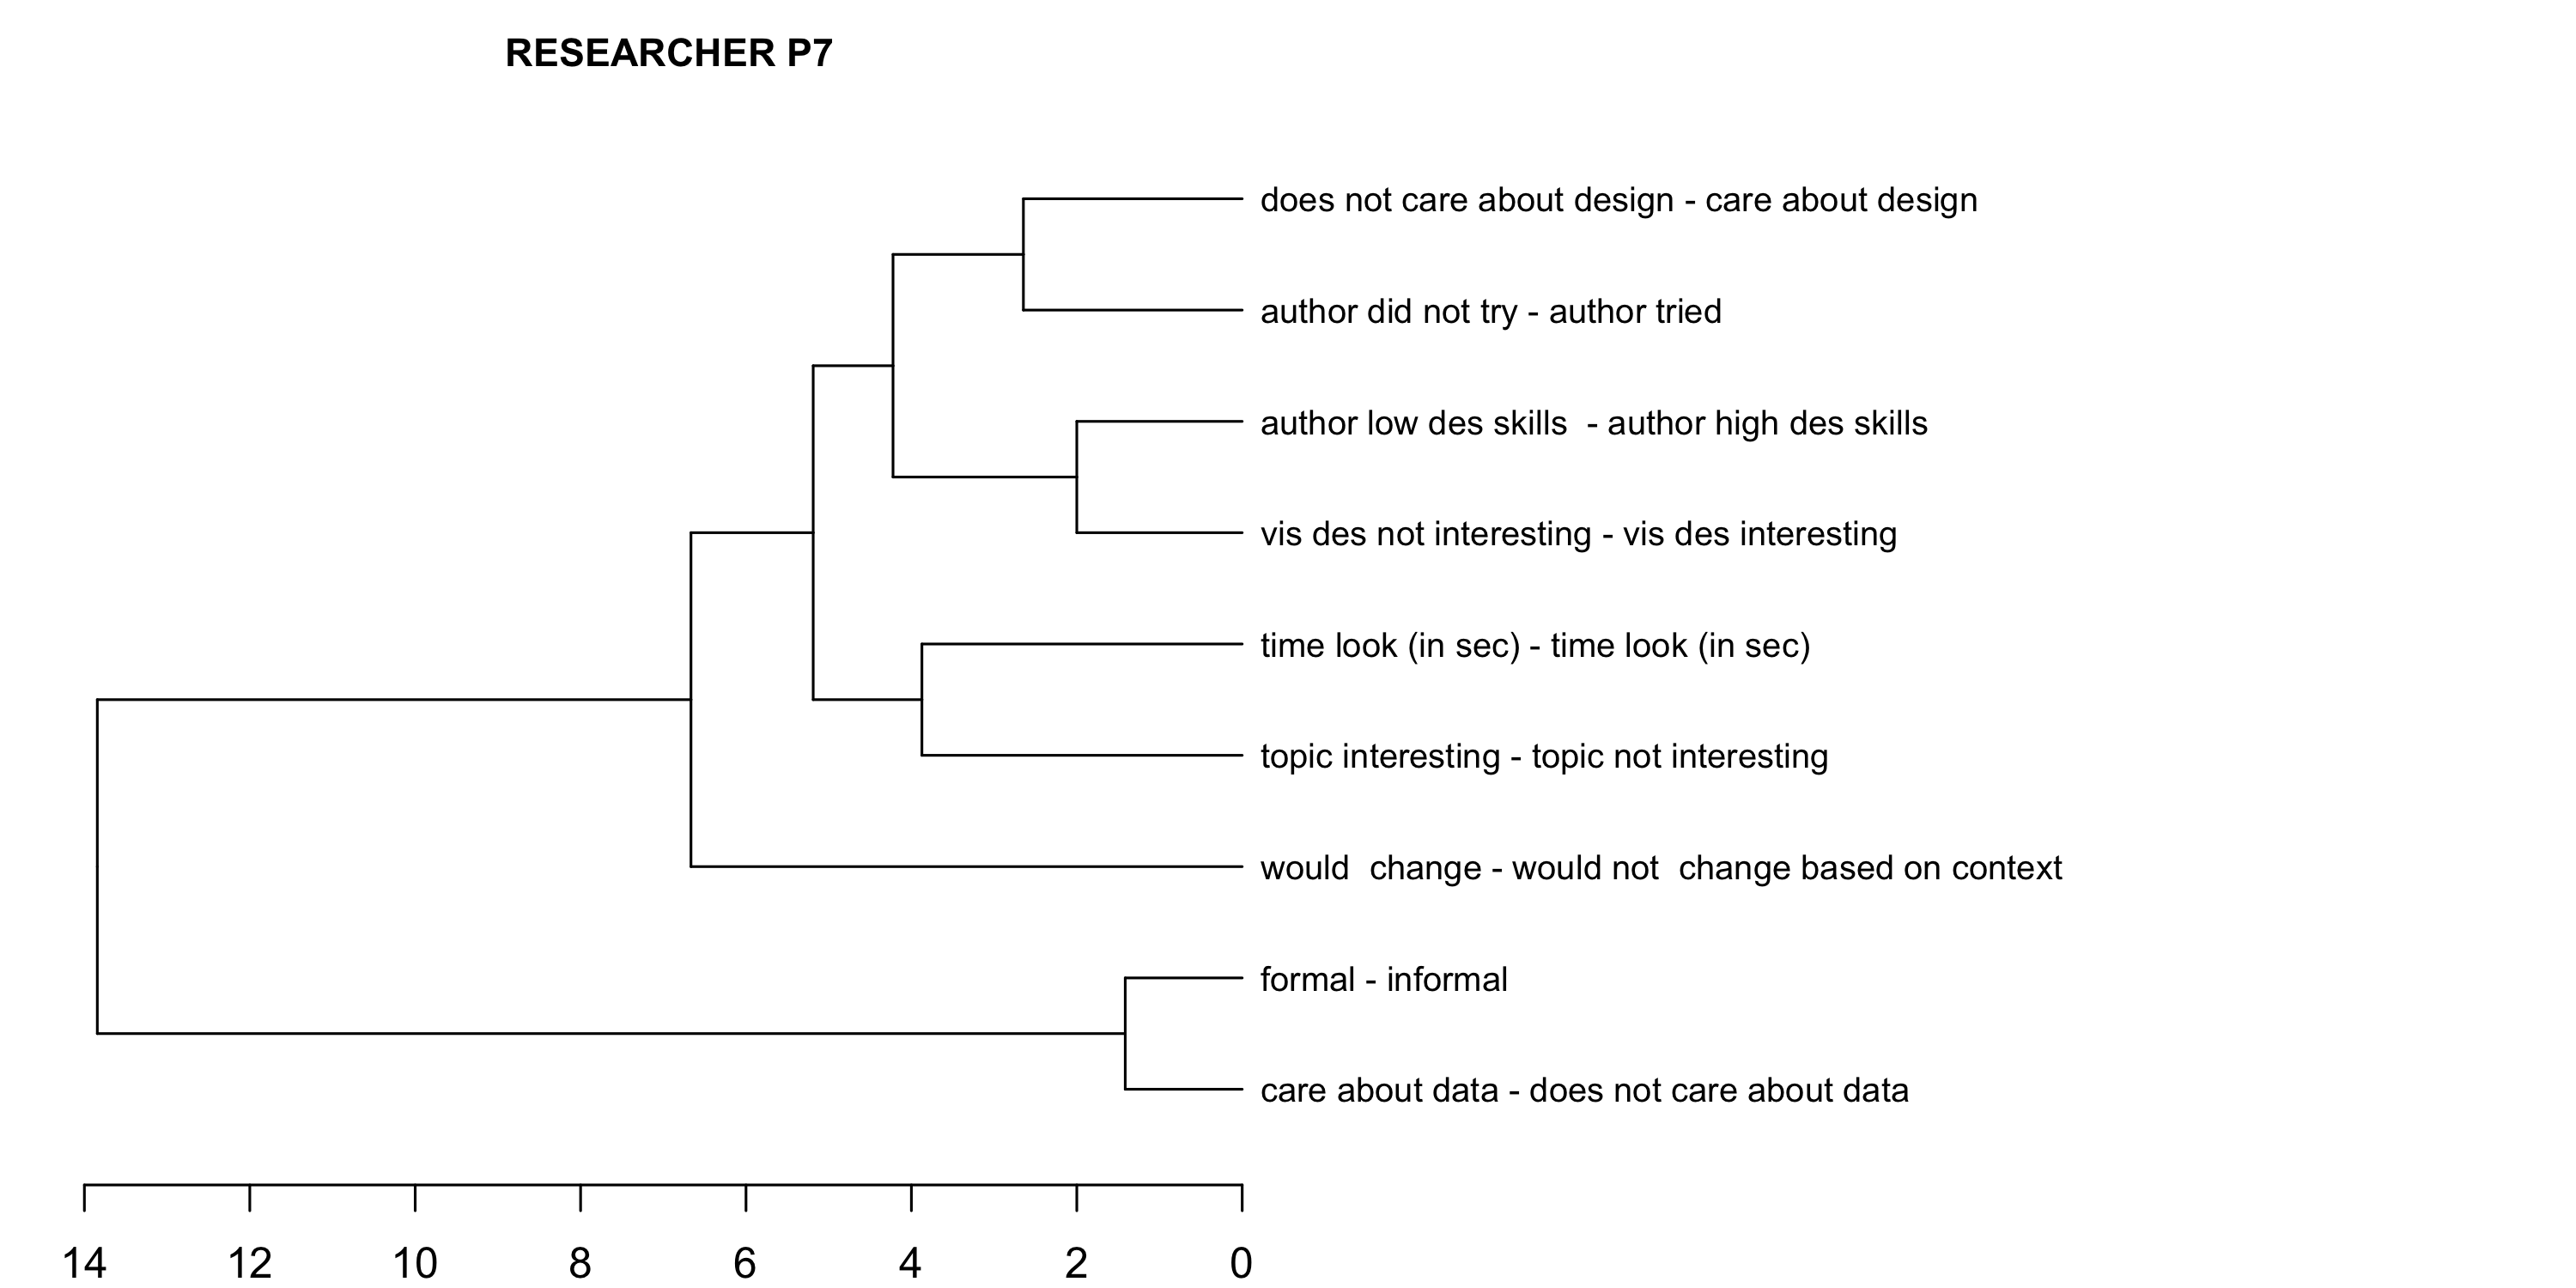 RESEARCHER P7
does not care about design - care about design
author did not try - author tried
author low des skills  - author high des skills
vis des not interesting - vis des interesting
time look (in sec) - time look (in sec)
topic interesting - topic not interesting
would  change - would not  change based on context
formal - informal
care about data - does not care about data
14 12 10 8 6 4 2 0